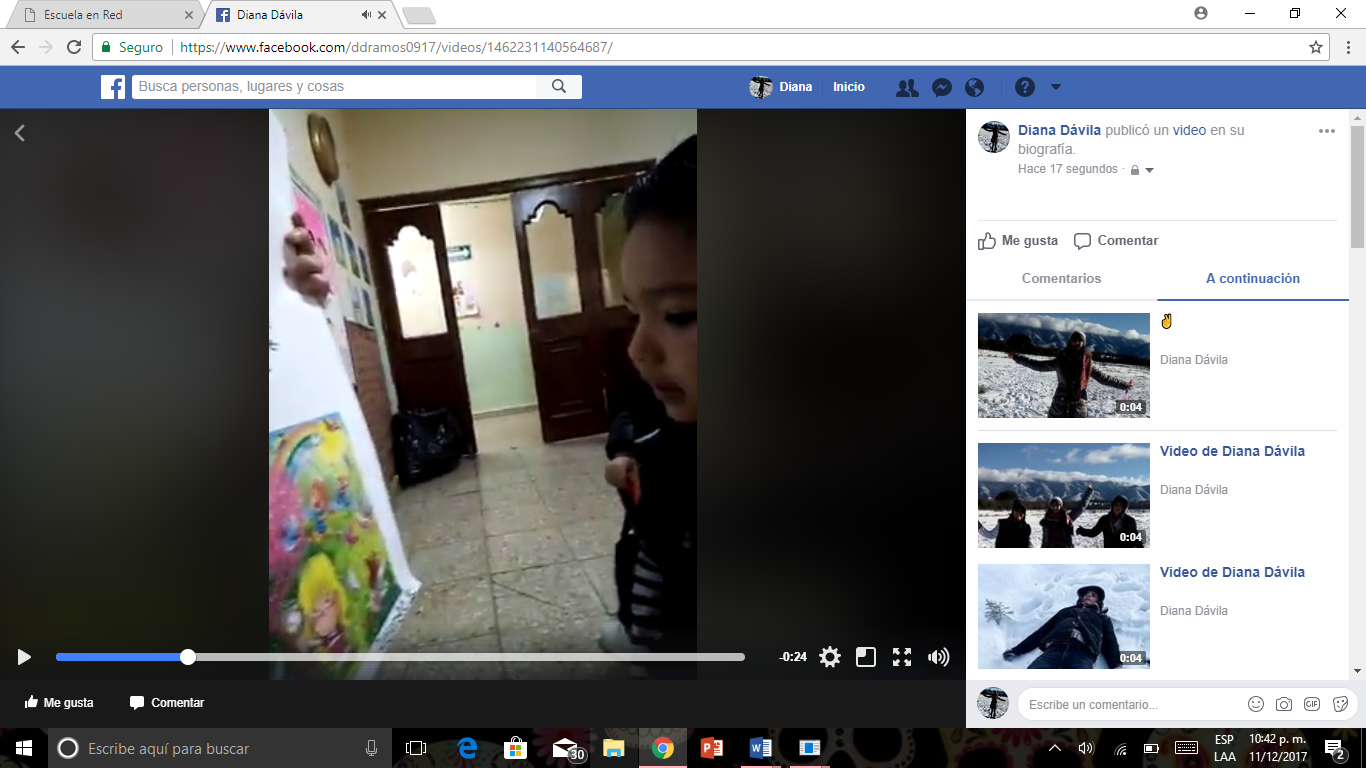 Escuela en Red
Diana Dávila
Seguro
https://www.facebook.com/ddramos0917/videos/1462231140564687/
Busca personas, lugares y cosas
Diana
Inicio
Diana Dávila publicó un video en su
biografía.
Hace 17 segundos ·
Me gusta
Comentar
Comentarios
A continuación
✌
Diana Dávila
0:04
Video de Diana Dávila
Diana Dávila
0:04
Video de Diana Dávila
Diana Dávila
0:04
-0:24
Me gusta
Comentar
Escribe un comentario...
GIF
Escribe aquí para buscar
30
ESP
LAA
10:42 p. m.
11/12/2017
2